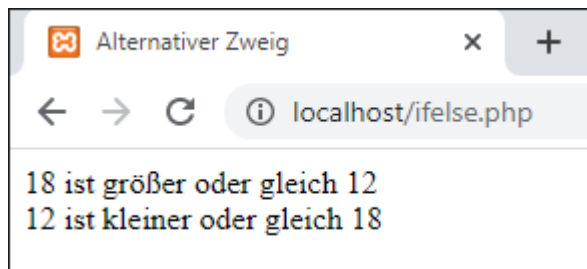 Alternativer Zweig
localhost/ifelse.php
18 ist größer oder gleich 12
12 ist kleiner oder gleich 18